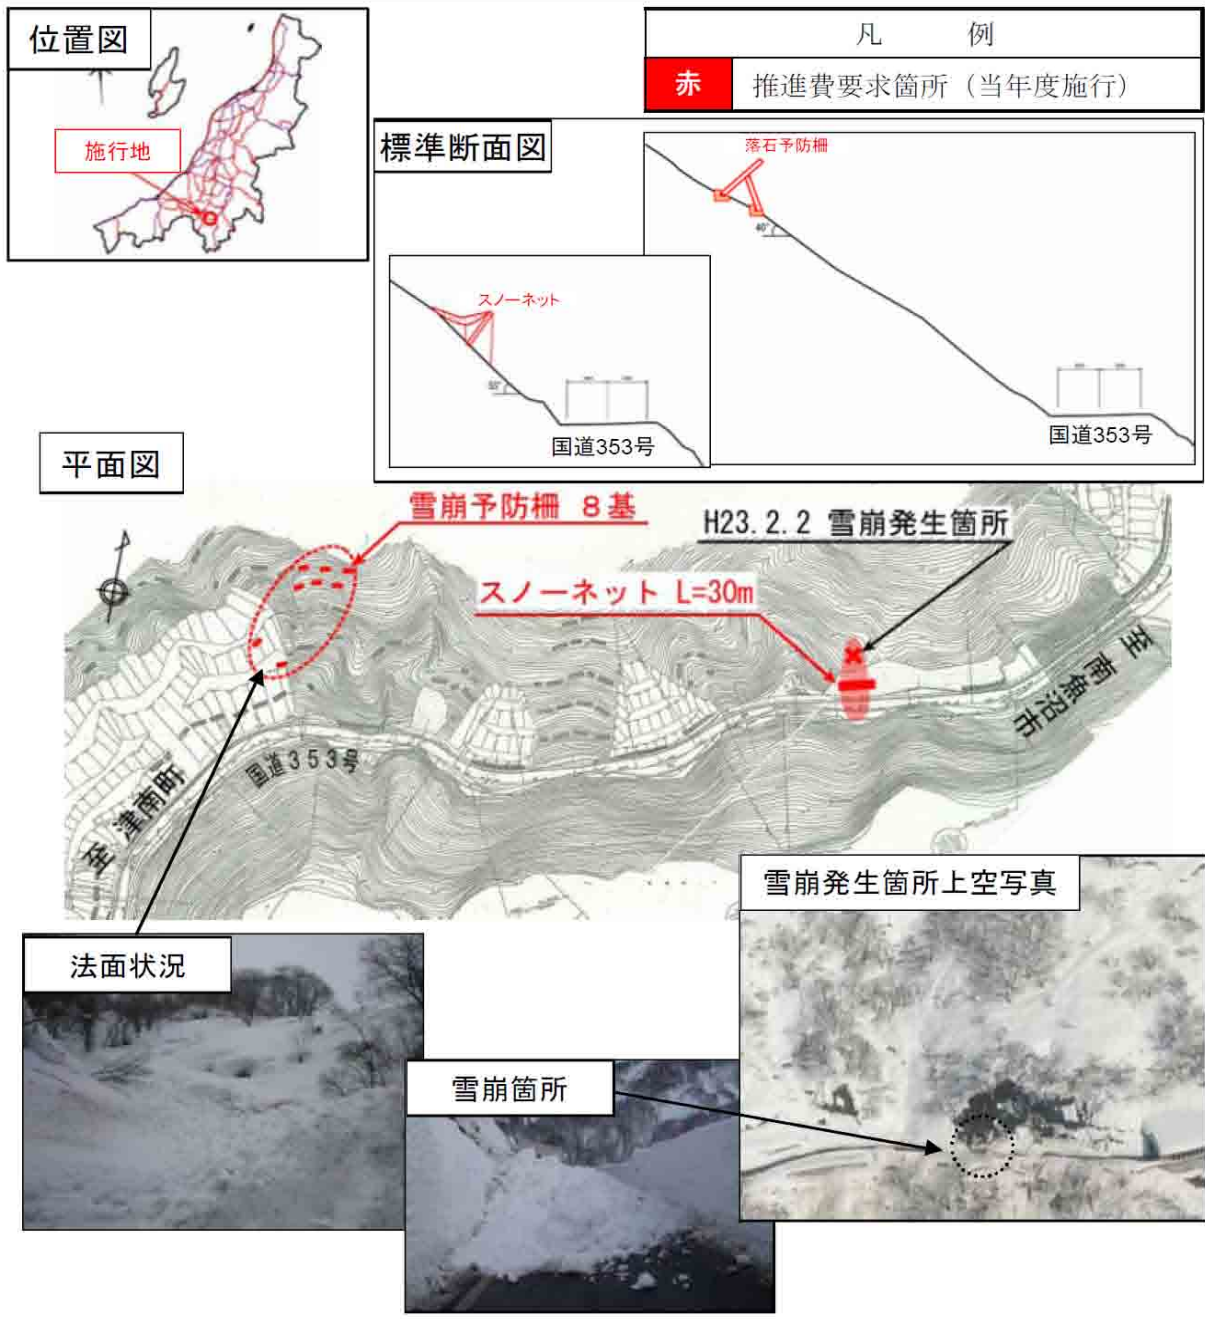 位置図
施行地
凡 例
赤 推進費要求箇所（当年度施行）
標準断面図
落石予防柵
40°
スノーネット
50°
国道353号
国道353号
平面図
雪崩予防柵 8基
H23.2.2 雪崩発生箇所
スノーネット L=30m
至 南魚沼市
国道353号
至 津南町
雪崩発生箇所上空写真
法面状況
雪崩箇所